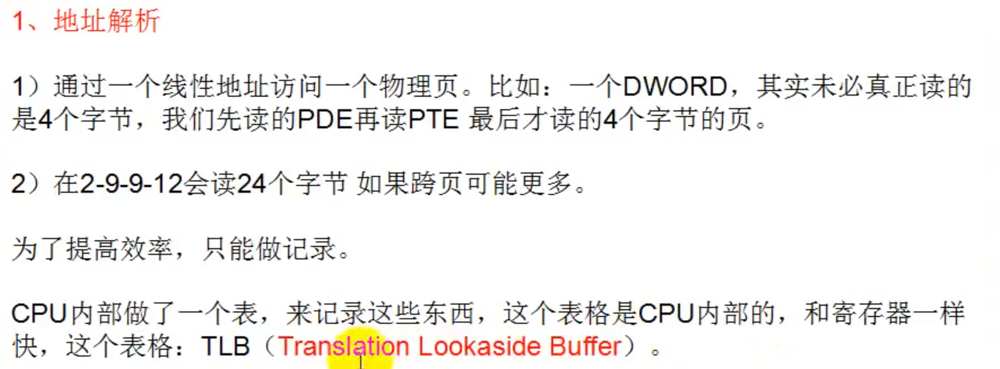 1、地址解析
1）通过一个线性地址访问一个物理页。比如：一个DWORD，其实未必真正读的
是4个字节，我们先读的PDE再读PTE 最后才读的4个字节的页。
2）在2-9-9-12会读24个字节 如果跨页可能更多。
为了提高效率，只能做记录。
CPU内部做了一个表，来记录这些东西，这个表格是CPU内部的，和寄存器一样
快，这个表格：TLB（Translation Lookaside Buffer）。